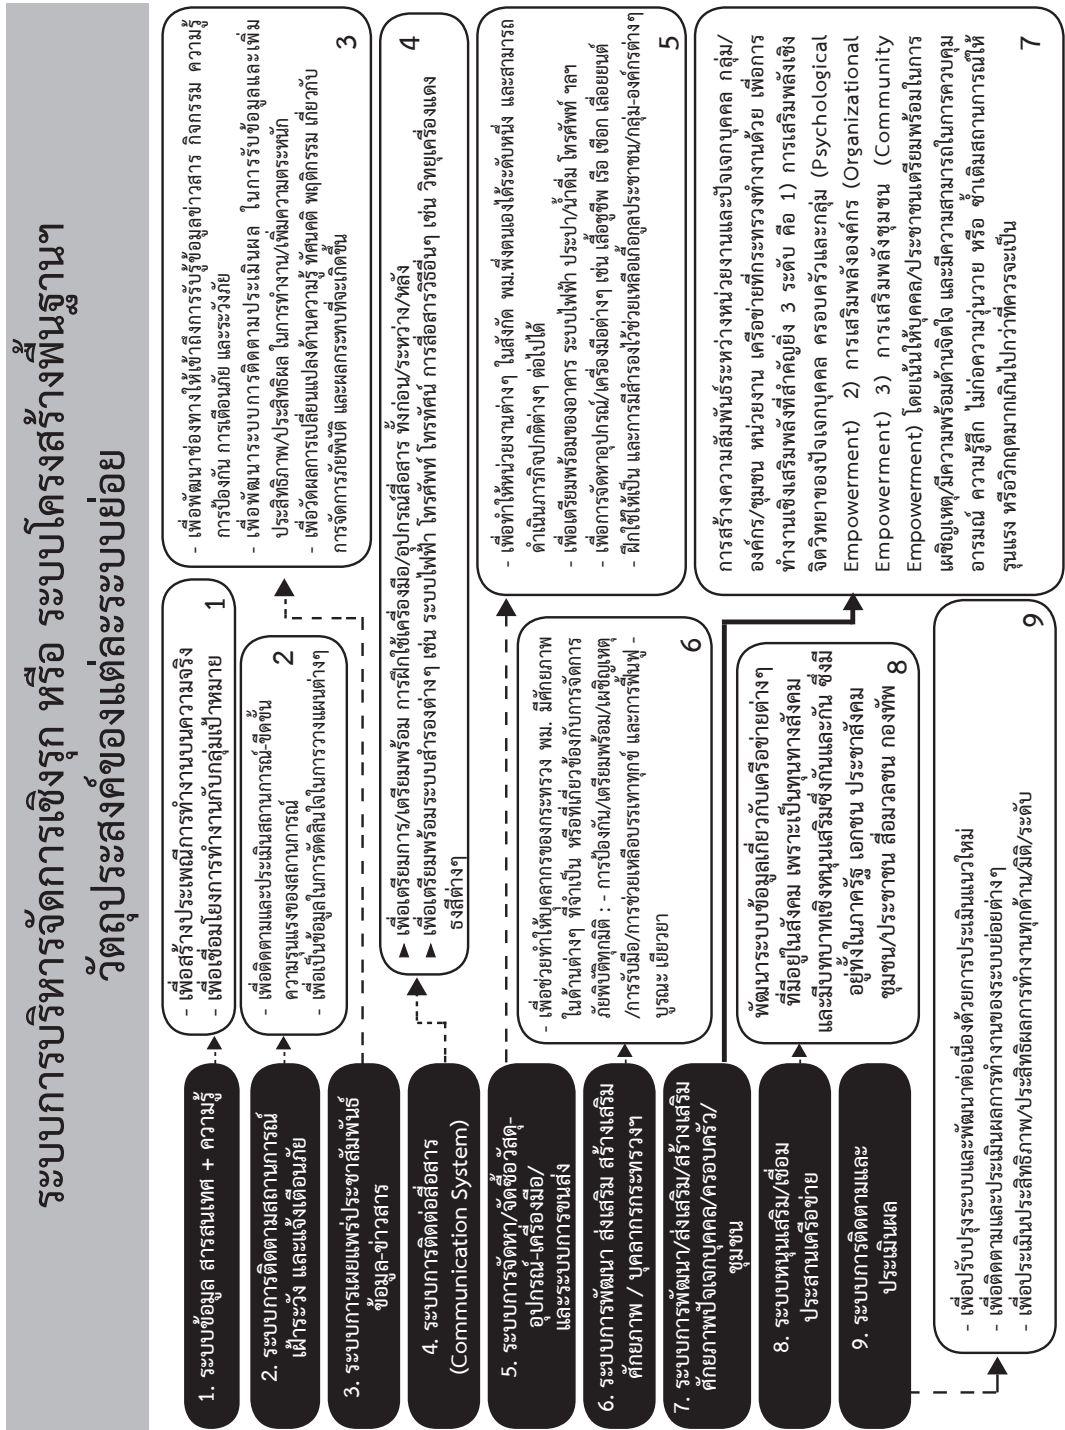 ระบบการบริหารจัดการเชิงรุก หรือ ระบบโครงสร้างพื้นฐานฯ
วัตถุประสงค์ของแต่ละระบบย่อย
1. ระบบข้อมูล สารสนเทศ + ความรู้
- เพื่อสร้างประเพณีการทำงานบนความจริง
- เพื่อเชื่อมโยงการทำงานกับกลุ่มเป้าหมาย
1
2. ระบบการติดตามสถานการณ์
เฝ้าระวัง และแจ้งเตือนภัย
- เพื่อติดตามและประเมินสถานการณ์-ขีดขั้น
ความรุนแรงของสถานการณ์
- เพื่อเป็นข้อมูลในการตัดสินใจในการวางแผนต่างๆ
2
3. ระบบการเผยแพร่ประชาสัมพันธ์
ข้อมูล-ข่าวสาร
- เพื่อพัฒนาช่องทางให้เข้าถึงการรับรู้ข้อมูลข่าวสาร กิจกรรม ความรู้
การป้องกัน การเตือนภัย และระวังภัย
- เพื่อพัฒนาระบบการติดตามประเมินผล ในการรับข้อมูลและเพิ่ม
ประสิทธิภาพ/ประสิทธิผล ในการทำงาน/เพิ่มความตระหนัก
- เพื่อวัดผลการเปลี่ยนแปลงด้านความรู้ ทัศนคติ พฤติกรรม เกี่ยวกับ
การจัดการภัยพิบัติ และผลกระทบที่จะเกิดขึ้น
3
4. ระบบการติดต่อสื่อสาร
(Communication System)
► เพื่อเตรียมการ/เตรียมพร้อม การฝึกใช้เครื่องมือ/อุปกรณ์สื่อสาร ทั้งก่อน/ระหว่าง/หลัง
► เพื่อเตรียมพร้อมระบบสำรองต่างๆ เช่น ระบบไฟฟ้า โทรศัพท์ โทรทัศน์ การสื่อสารวิธีอื่นๆ เช่น วิทยุเครื่องแดง
ธงสีต่างๆ
4
5. ระบบการจัดหา/จัดซื้อวัสดุ-
อุปกรณ์-เครื่องมือ/
และระบบการขนส่ง
- เพื่อทำให้หน่วยงานต่างๆ ในสังกัด พม.พึ่งตนเองได้ระดับหนึ่ง และสามารถ
ดำเนินภารกิจปกติต่างๆ ต่อไปได้
- เพื่อเตรียมพร้อมของอาคาร ระบบไฟฟ้า ประปา/น้ำดื่ม โทรศัพท์ ฯลฯ
- เพื่อการจัดหาอุปกรณ์/เครื่องมือต่างๆ เช่น เสื้อชูชีพ เรือ เชือก เลื่อยยนต์
- ฝึกใช้ให้เป็น และการมีสำรองไว้ช่วยเหลือเกื้อกูลประชาชน/กลุ่ม-องค์กรต่างๆ
5
6. ระบบการพัฒนา ส่งเสริม สร้างเสริม
ศักยภาพ / บุคลากรกระทรวงฯ
- เพื่อช่วยทำให้บุคลากรของกระทรวง พม. มีศักยภาพ
ในด้านต่างๆ ที่จำเป็น หรือที่เกี่ยวข้องกับการจัดการ
ภัยพิบัติทุกมิติ : - การป้องกัน/เตรียมพร้อม/เผชิญเหตุ
/การรับมือ/การช่วยเหลือบรรเทาทุกข์ และการฟื้นฟู -
บูรณะ เยียวยา
6
7. ระบบการพัฒนา/ส่งเสริม/สร้างเสริม
ศักยภาพปัจเจกบุคคล/ครอบครัว/
ชุมชน
การสร้างความสัมพันธ์ระหว่างหน่วยงานและปัจเจกบุคคล กลุ่ม/
องค์กร/ชุมชน หน่วยงาน เครือข่ายที่กระทรวงทำงานด้วย เพื่อการ
ทำงานเชิงเสริมพลังที่สำคัญยิ่ง 3 ระดับ คือ 1) การเสริมพลังเชิง
จิตวิทยาของปัจเจกบุคคล ครอบครัวและกลุ่ม (Psychological
Empowerment) 2) การเสริมพลังองค์กร (Organizational
Empowerment 3) การเสริมพลังชุมชน (Community
Empowerment) โดยเน้นให้บุคคล/ประชาชนเตรียมพร้อมในการ
เผชิญเหตุ/มีความพร้อมด้านจิตใจ และมีความสามารถในการควบคุม
อารมณ์ ความรู้สึก ไม่ก่อความวุ่นวาย หรือ ซ้ำเติมสถานการณ์ให้
รุนแรง หรือวิกฤตมากเกินไปกว่าที่ควรจะเป็น
7
8. ระบบหนุนเสริม/เชื่อม
ประสานเครือข่าย
พัฒนาระบบข้อมูลเกี่ยวกับเครือข่ายต่างๆ
ที่มีอยู่ในสังคม เพราะเป็นทุนทางสังคม
และมีบทบาทเชิงหนุนเสริมซึ่งกันและกัน ซึ่งมี
อยู่ทั้งในภาครัฐ เอกชน ประชาสังคม
ชุมชน/ประชาชน สื่อมวลชน กองทัพ
8
9. ระบบการติดตามและ
ประเมินผล
- เพื่อปรับปรุงระบบและพัฒนาต่อเนื่องด้วยการประเมินแนวใหม่
- เพื่อติดตามและประเมินผลการทำงานของระบบย่อยต่างๆ
- เพื่อประเมินประสิทธิภาพ/ประสิทธิผลการทำงานทุกด้าน/มิติ/ระดับ
9